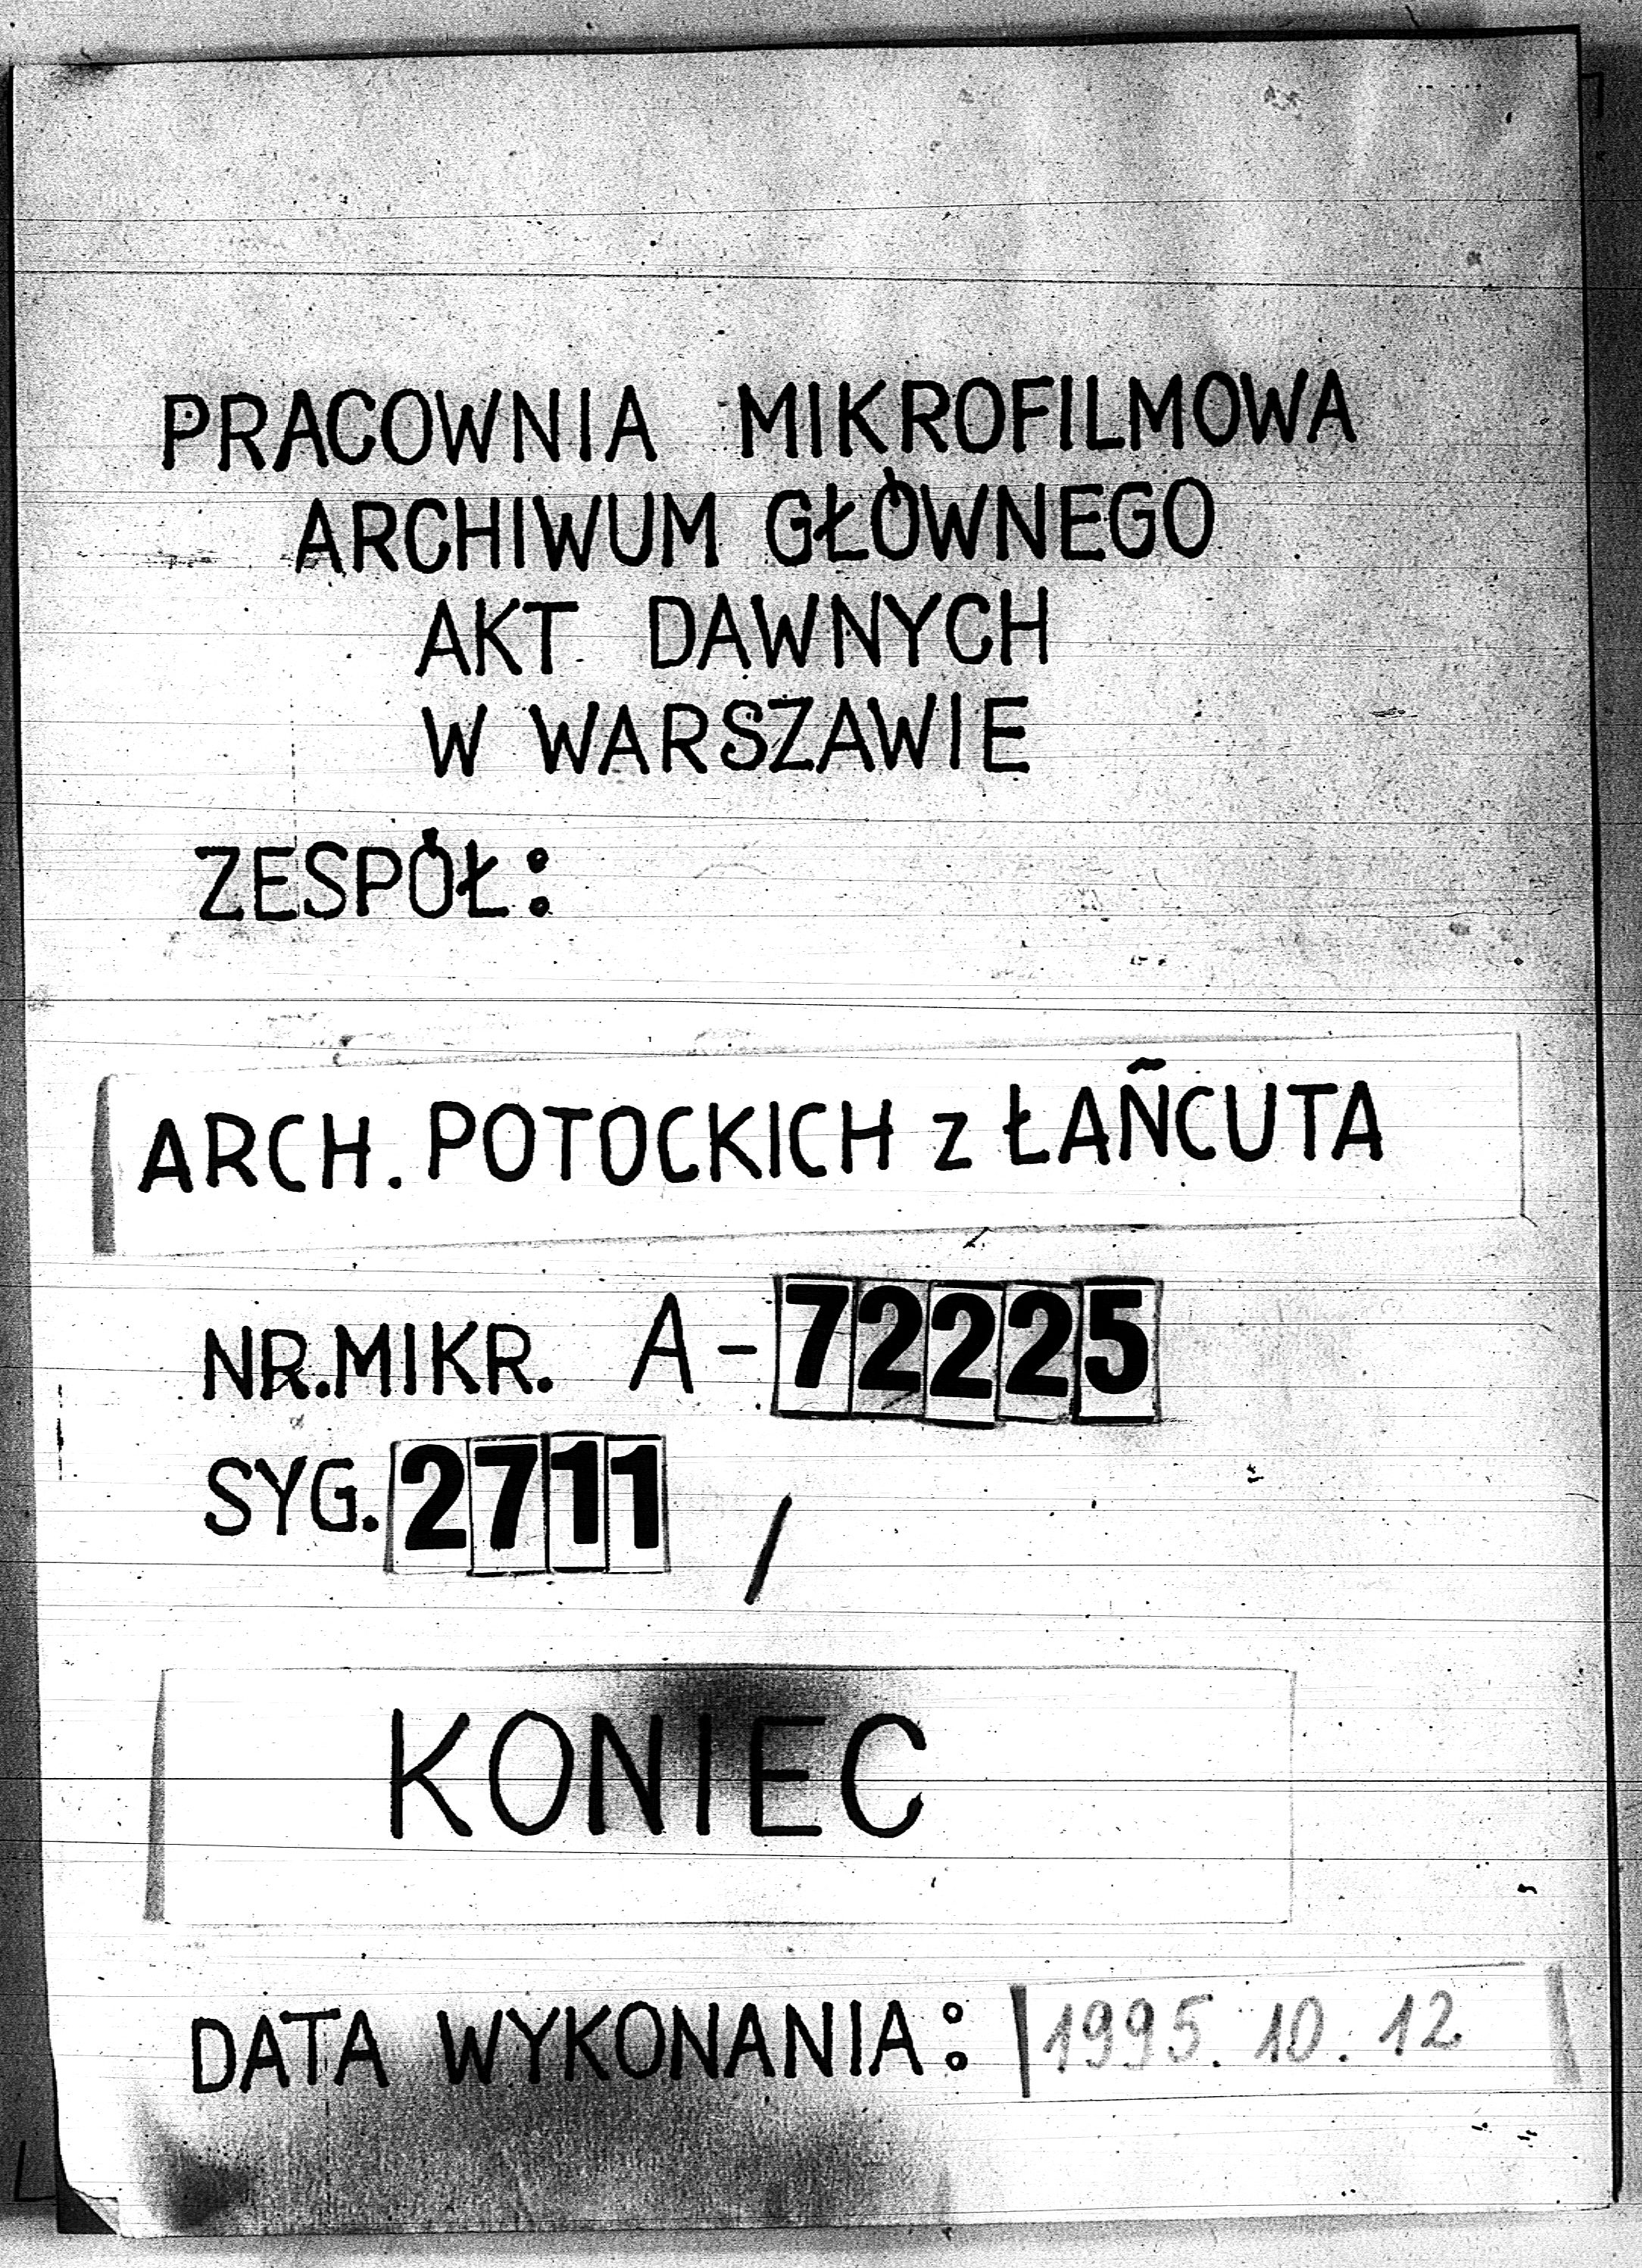 PRACOWNIA MIKROFILMOWA
ARCHIWUM GŁÓWNEGO
AKT DAWNYCH
W WARSZAWIE
ZESPÓŁ:
ARCH. POTOCKICH z ŁAŃCUTA
NR.MIKR. A-72225
SYG. 2711 /
KONIEC
DATA WYKONANIA: 1995.10.12